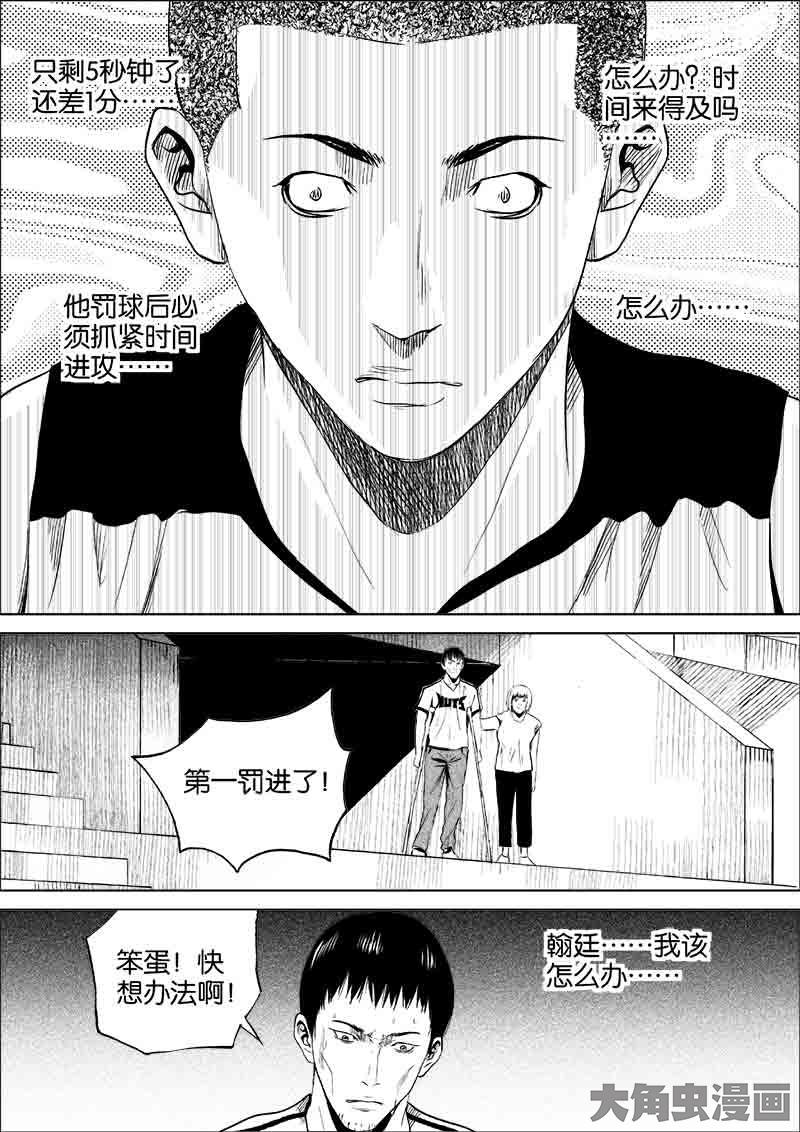 只剩5秒钟了，
还差1分……
怎么办？时
间来得及吗
……
他罚球后必
须抓紧时间
进攻……
怎么办……
NUTS
第一罚进了！
笨蛋！快
想办法啊！
翰廷……我该
怎么办……
大角虫漫画